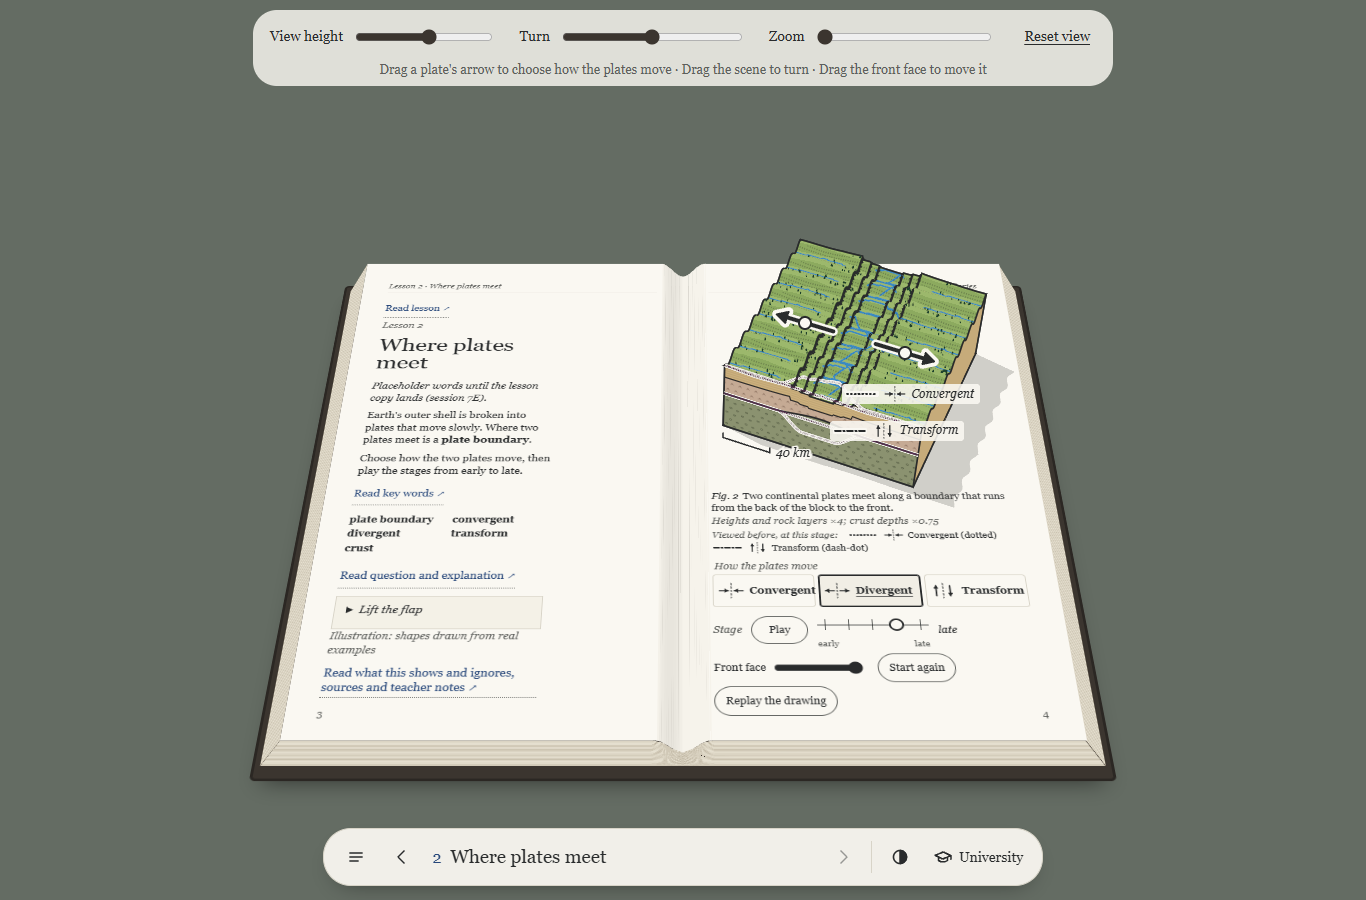 View height
Turn
Zoom
Reset view
Drag a plate's arrow to choose how the plates move · Drag the scene to turn · Drag the front face to move it
Lesson 2 · Where plates meet
Read lesson ↗
Lesson 2
Where plates
meet
Placeholder words until the lesson
copy lands (session 7E).
Earth's outer shell is broken into
plates that move slowly. Where two
plates meet is a plate boundary.
Choose how the two plates move, then
play the stages from early to late.
Read key words ↗
plate boundary convergent
divergent transform
crust
Read question and explanation ↗
▶ Lift the flap
Illustration: shapes drawn from real
examples
Read what this shows and ignores,
sources and teacher notes ↗
3
Convergent
Transform
40 km
Fig. 2 Two continental plates meet along a boundary that runs
from the back of the block to the front.
Heights and rock layers ×4; crust depths ×0.75
Viewed before, at this stage: Convergent (dotted)
Transform (dash-dot)
How the plates move
Convergent Divergent Transform
Stage Play late
early late
Front face Start again
Replay the drawing
4
2 Where plates meet
University